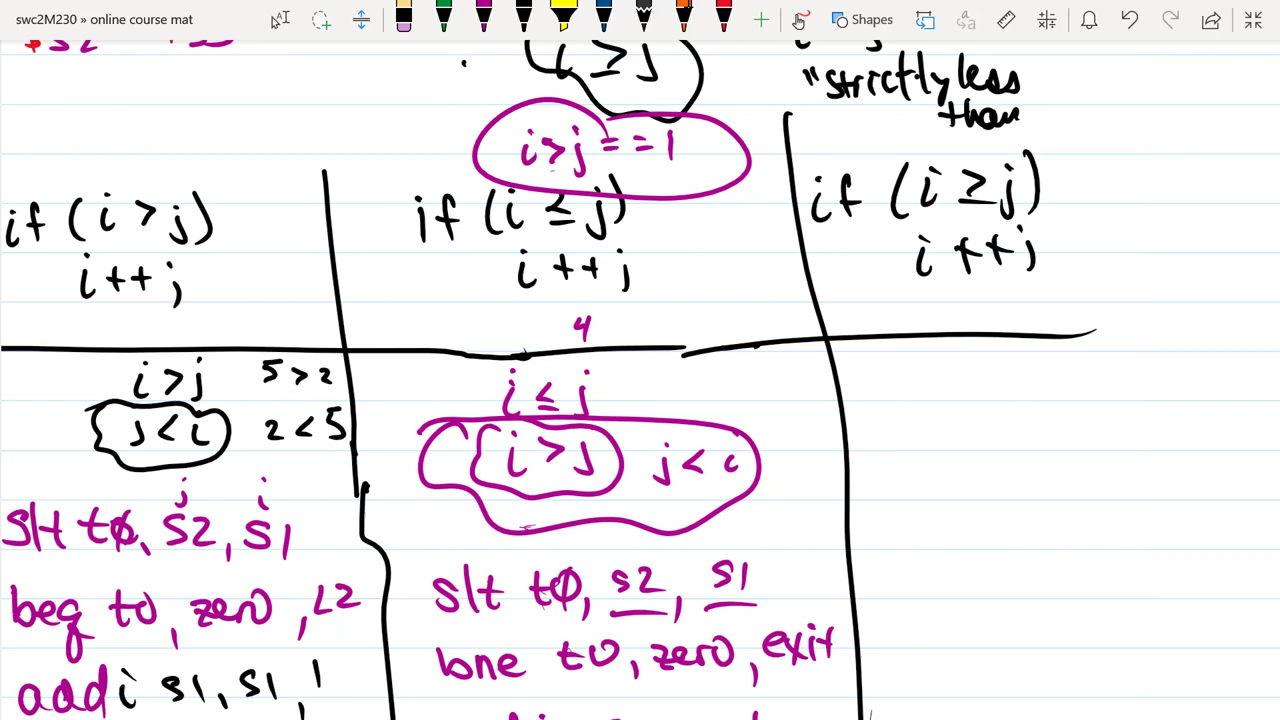 swc2M230 » online course mat
Shapes
$s2
i ≥ j
"strictly less
than
i>j == 1
if (i > j)
i++;
if (i ≤ j)
i++;
if (i ≥ j)
i++;
4
i>j 5>2
j<i 2<5
i ≤ j
i > j j<i
j i
slt t0, s2, s1
beq t0, zero, L2
addi s1, s1, 1
slt t0, s2, s1
bne t0, zero, exit